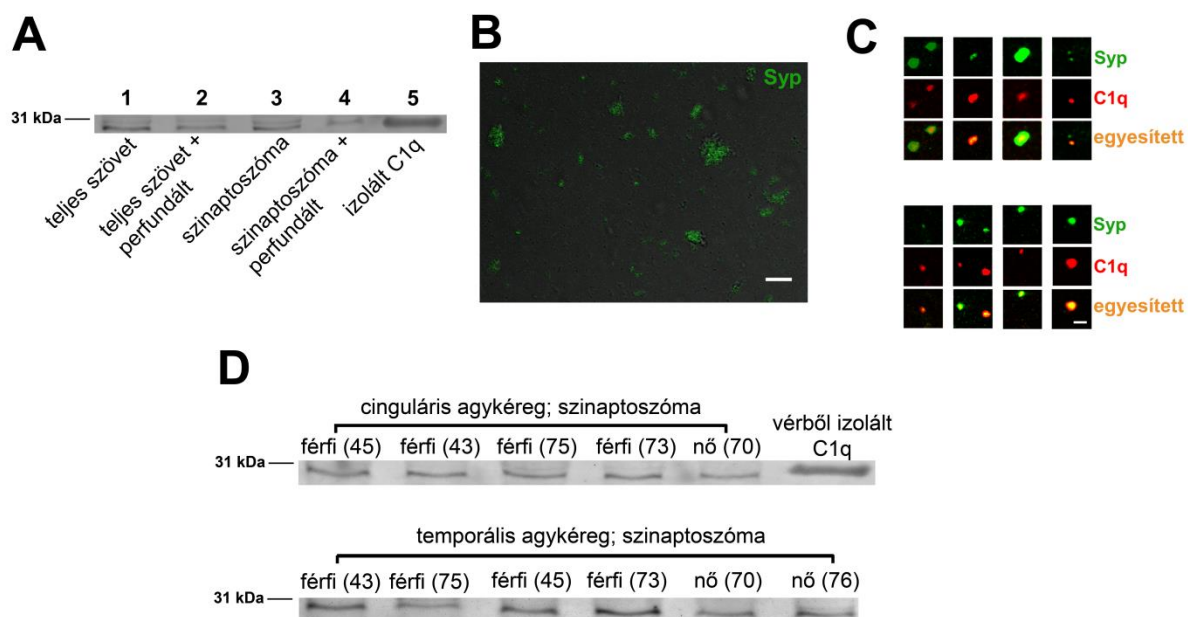 A
1 2 3 4 5
31 kDa
teljes szövet
teljes szövet +
perfundált
szinaptoszóma
szinaptoszóma +
perfundált
izolált C1q
B
Syp
C
Syp
C1q
egyesített
Syp
C1q
egyesített
D
cinguláris agykéreg; szinaptoszóma
vérből izolált
C1q
férfi (45) férfi (43) férfi (75) férfi (73) nő (70)
31 kDa
temporális agykéreg; szinaptoszóma
férfi (43) férfi (75) férfi (45) férfi (73) nő (70) nő (76)
31 kDa